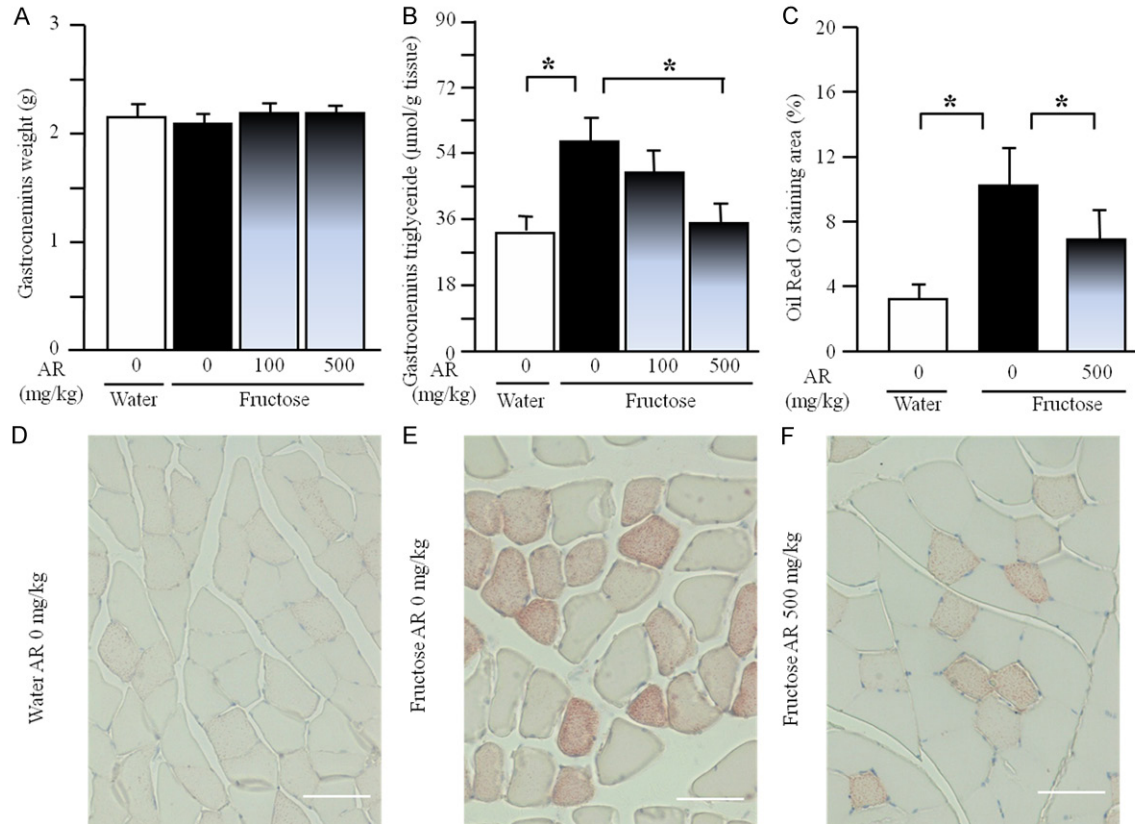 A
Gastrocnemius weight (g)
3
2
1
0
AR
(mg/kg)
0
0
100
500
Water
Fructose
B
Gastrocnemius triglyceride (μmol/g tissue)
90
72
54
36
18
0
*
*
AR
(mg/kg)
0
0
100
500
Water
Fructose
C
Oil Red O staining area (%)
20
16
12
8
4
0
*
*
AR
(mg/kg)
0
0
500
Water
Fructose
D
Water AR 0 mg/kg
E
Fructose AR 0 mg/kg
F
Fructose AR 500 mg/kg